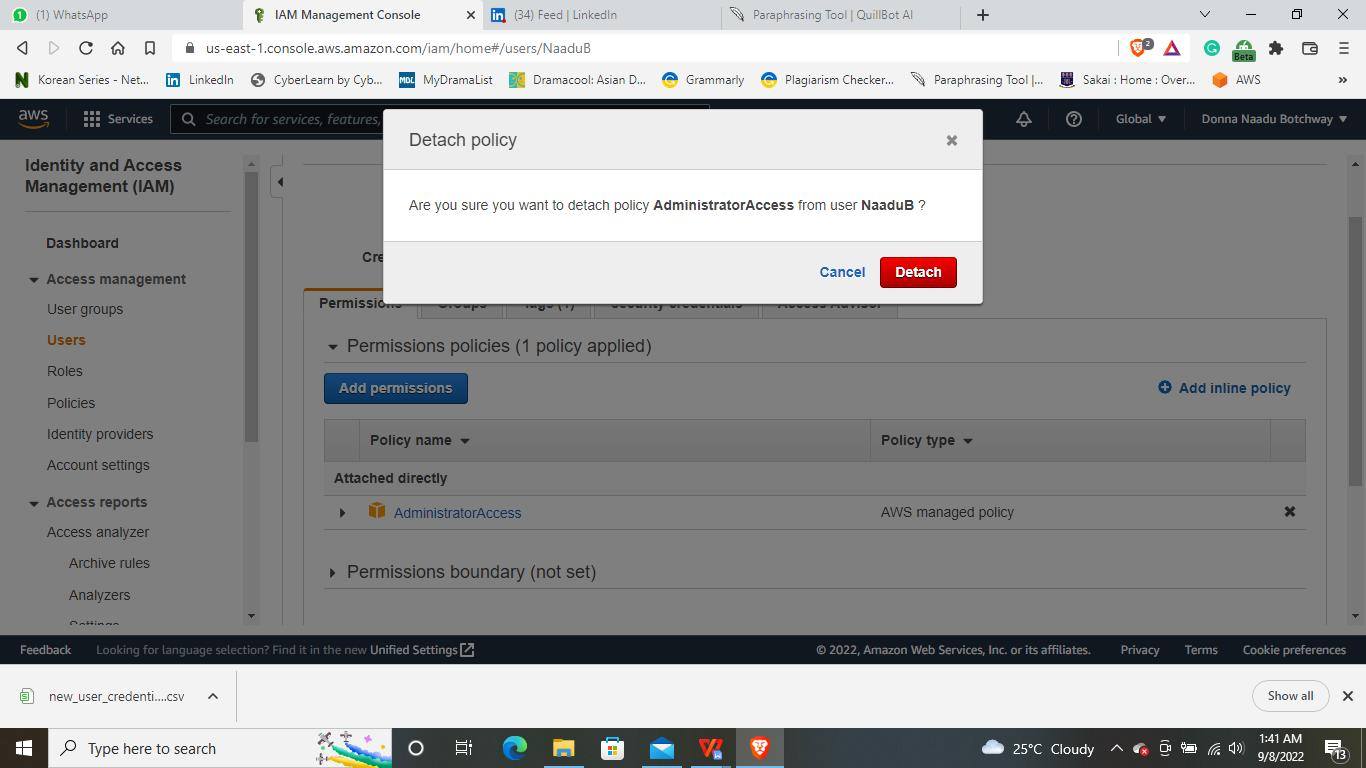 (1) WhatsApp
IAM Management Console
(34) Feed | LinkedIn
Paraphrasing Tool | QuillBot AI
us-east-1.console.aws.amazon.com/iam/home#/users/NaaduB
2
Beta
Korean Series - Net...
LinkedIn
CyberLearn by Cyb...
MDL MyDramaList
Dramacool: Asian D...
Grammarly
Plagiarism Checker...
Paraphrasing Tool |...
Sakai : Home : Over...
AWS
aws
Services
Search for services, features,
Global
Donna Naadu Botchway
Detach policy
Are you sure you want to detach policy AdministratorAccess from user NaaduB ?
Cancel
Detach
Identity and Access
Management (IAM)
Dashboard
Access management
User groups
Users
Roles
Policies
Identity providers
Account settings
Access reports
Access analyzer
Archive rules
Analyzers
Settings
Cre
Permissions
Groups
Tags (1)
Security credentials
Access Advisor
Permissions policies (1 policy applied)
Add permissions
Add inline policy
Policy name
Policy type
Attached directly
AdministratorAccess
AWS managed policy
Permissions boundary (not set)
Feedback
Looking for language selection? Find it in the new Unified Settings
© 2022, Amazon Web Services, Inc. or its affiliates.
Privacy
Terms
Cookie preferences
new_user_credenti....csv
Show all
Type here to search
25°C Cloudy
1:41 AM
9/8/2022
13